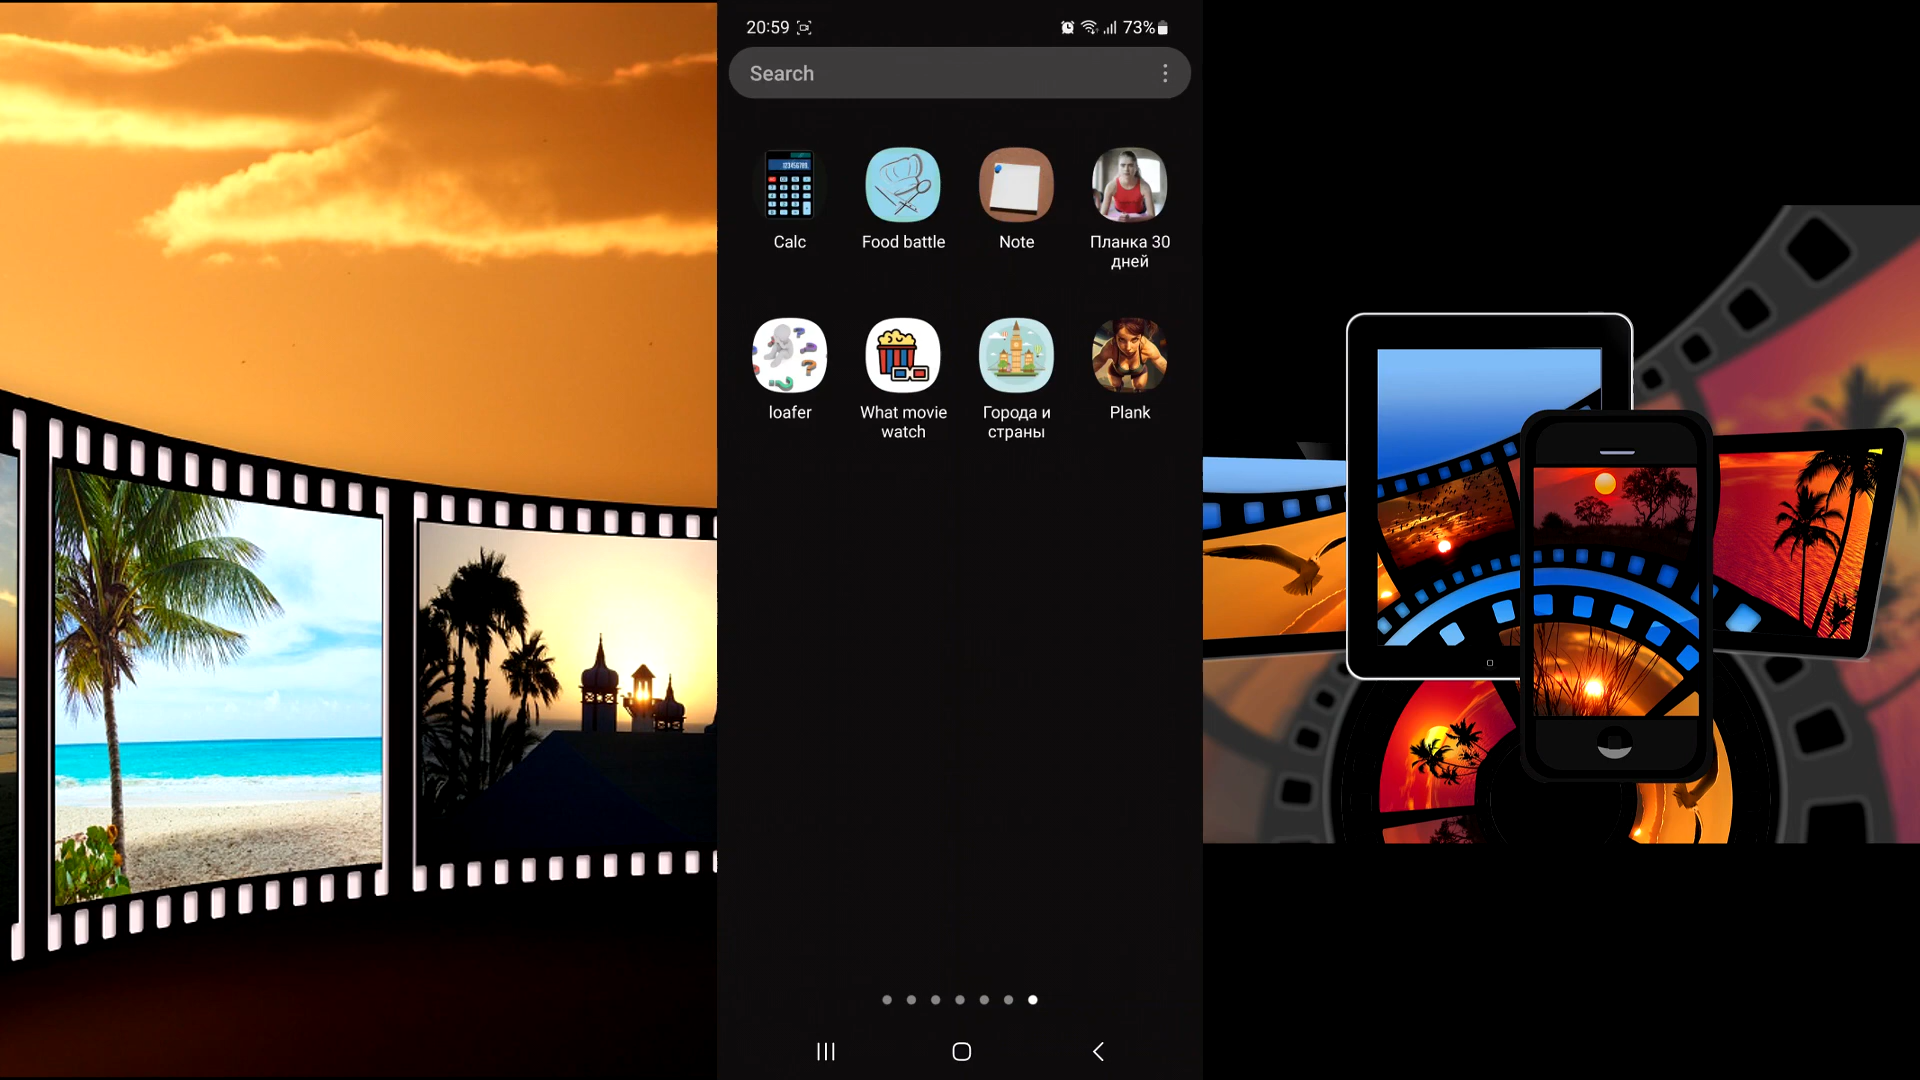 20:59
73%
Search
Calc
Food battle
Note
Планка 30
дней
loafer
What movie
watch
Города и
страны
Plank